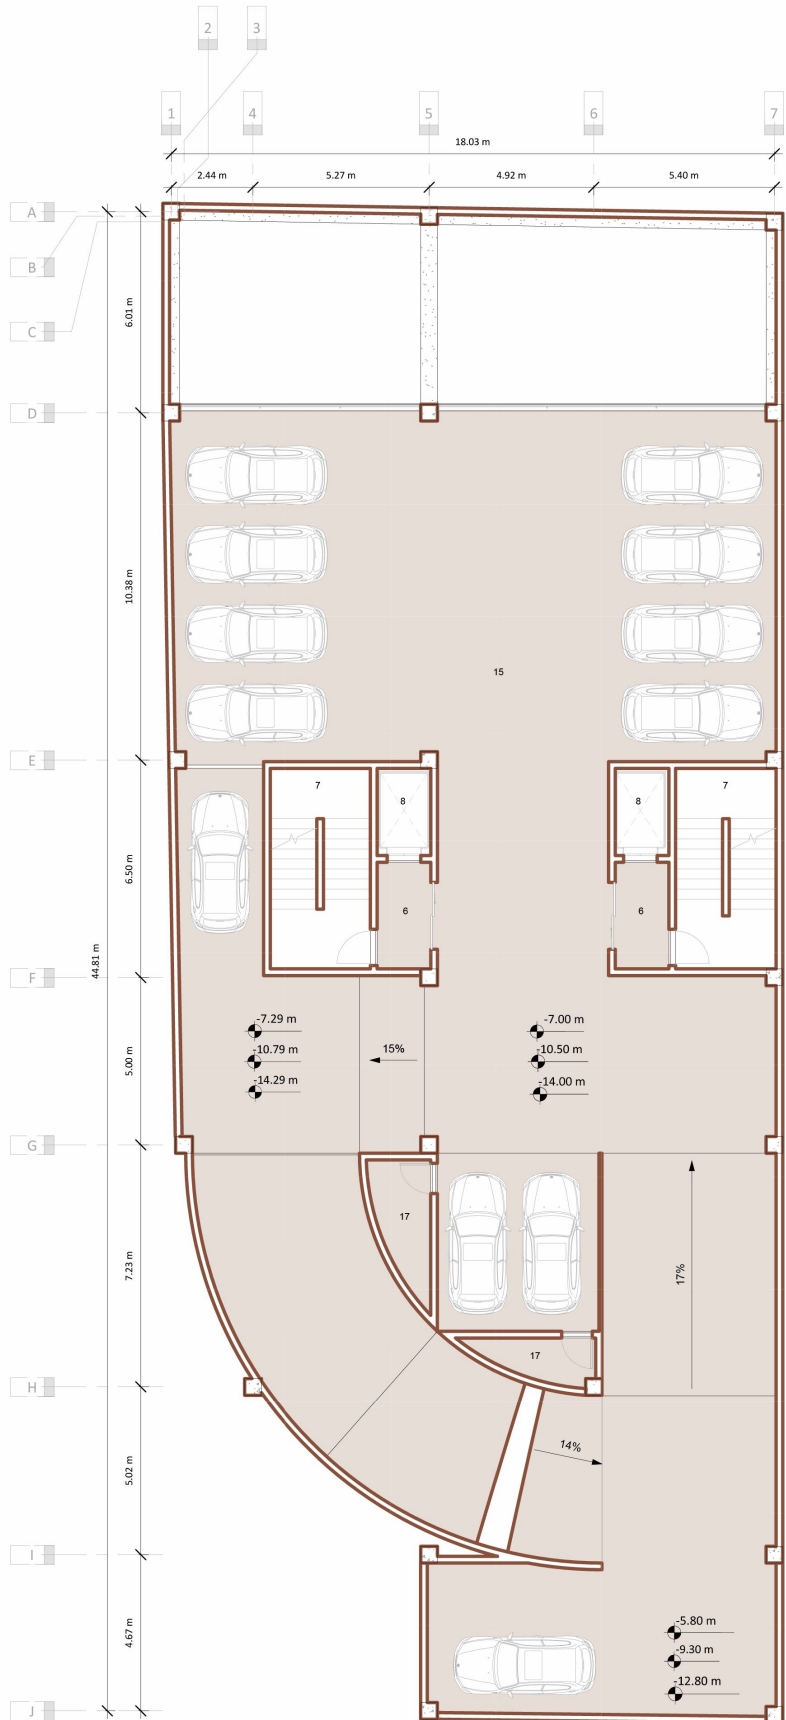 2 3
1 4 5 6 7
18.03 m
2.44 m 5.27 m 4.92 m 5.40 m
A
B
6.01 m
C
D
10.38 m
15
E
7 8 8 7
6.50 m
6 6
44.81 m
F
-7.29 m -7.00 m
-10.79 m 15% -10.50 m
5.00 m
-14.29 m -14.00 m
G
17
7.23 m
17%
17
H
14%
5.02 m
I
-5.80 m
4.67 m
-9.30 m
-12.80 m
J